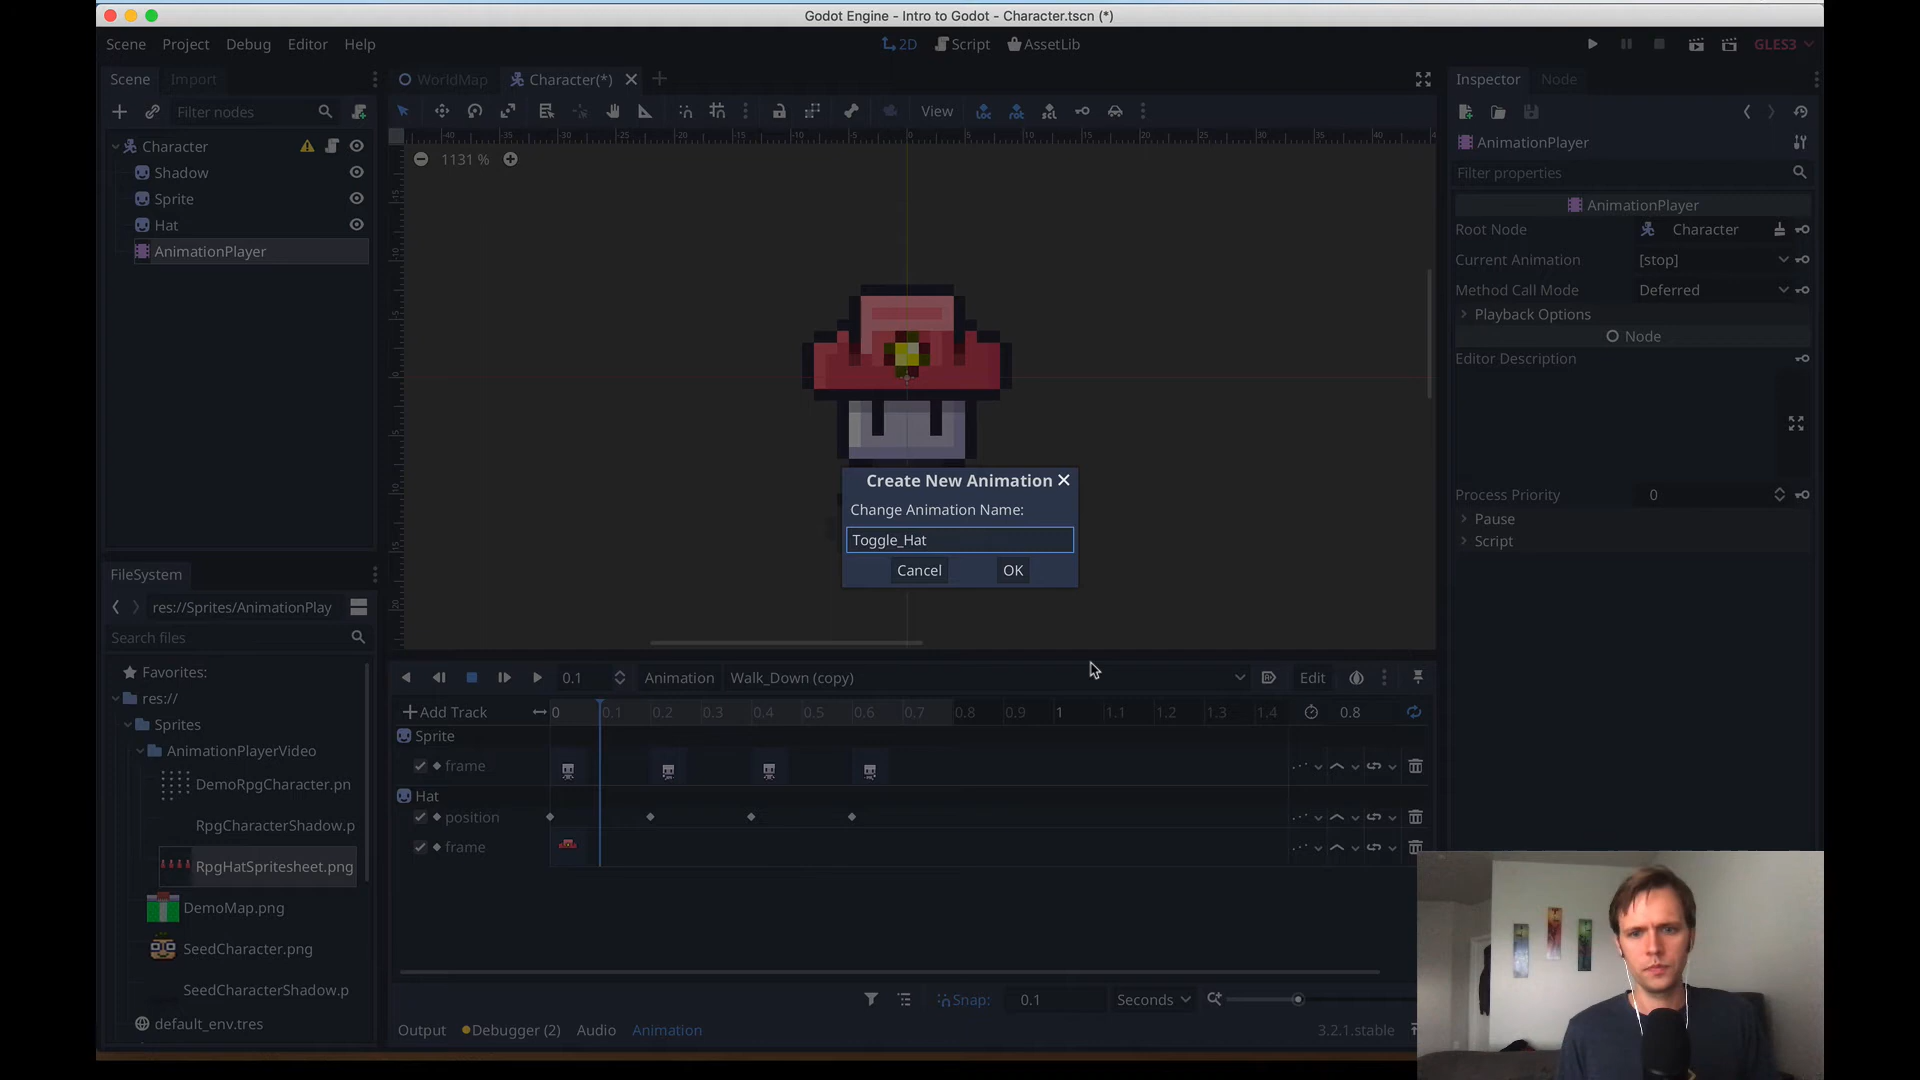 Godot Engine - Intro to Godot - Character.tscn (*)
Scene Project Debug Editor Help
2D Script AssetLib
GLES3
Scene Import
WorldMap Character(*)
Inspector Node
Filter nodes
View
Character
Shadow
Sprite
Hat
AnimationPlayer
1131 %
AnimationPlayer
Filter properties
AnimationPlayer
Root Node Character
Current Animation [stop]
Method Call Mode Deferred
Playback Options
Node
Editor Description
Process Priority 0
Pause
Script
Create New Animation
Change Animation Name:
Toggle_Hat
Cancel OK
FileSystem
res://Sprites/AnimationPlay
Search files
Favorites:
res://
Sprites
AnimationPlayerVideo
DemoRpgCharacter.pn
RpgCharacterShadow.p
RpgHatSpritesheet.png
DemoMap.png
SeedCharacter.png
SeedCharacterShadow.p
default_env.tres
0.1 Animation Walk_Down (copy) Edit
Add Track 0 0.1 0.2 0.3 0.4 0.5 0.6 0.7 0.8 0.9 1 1.1 1.2 1.3 1.4 0.8
Sprite
frame
Hat
position
frame
Snap: 0.1 Seconds
Output Debugger (2) Audio Animation 3.2.1.stable